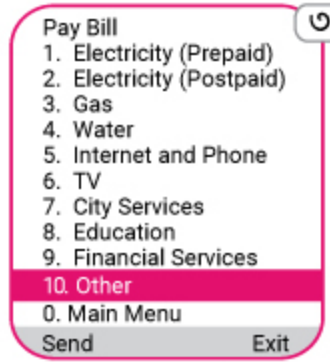 Pay Bill
1. Electricity (Prepaid)
2. Electricity (Postpaid)
3. Gas
4. Water
5. Internet and Phone
6. TV
7. City Services
8. Education
9. Financial Services
10. Other
0. Main Menu
Send Exit